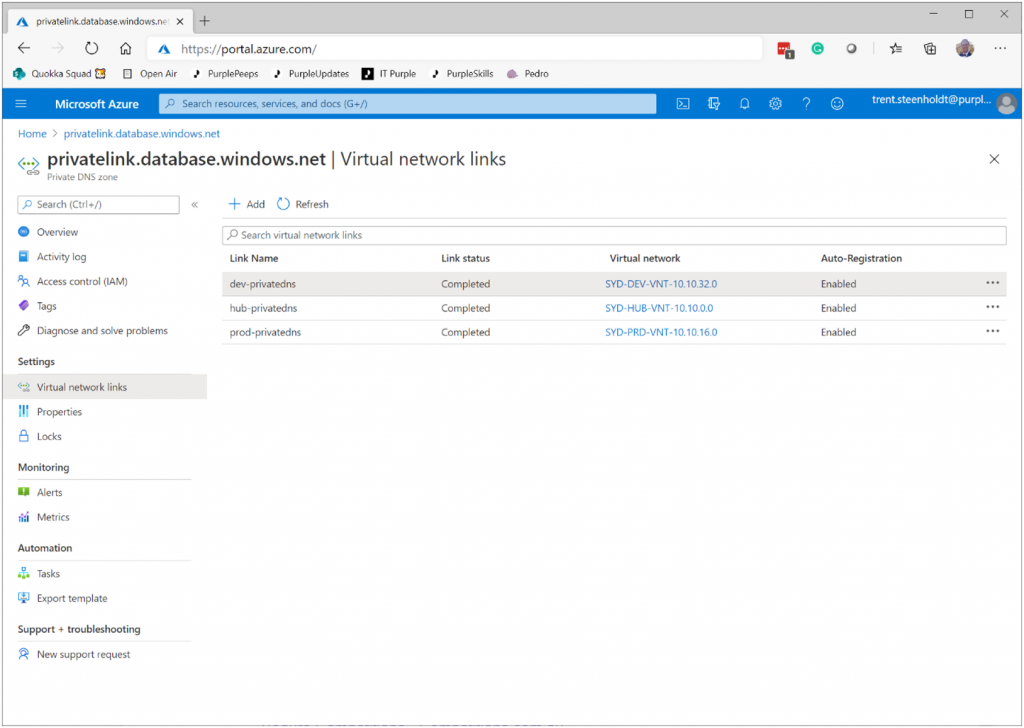 privatelink.database.windows.ne
https://portal.azure.com/
1
Quokka Squad Open Air PurplePeeps PurpleUpdates IT Purple PurpleSkills Pedro
Microsoft Azure Search resources, services, and docs (G+/) trent.steenholdt@purpl...
Home > privatelink.database.windows.net
privatelink.database.windows.net | Virtual network links
Private DNS zone
Search (Ctrl+/) «
Add Refresh
Overview
Activity log
Access control (IAM)
Tags
Diagnose and solve problems
Settings
Virtual network links
Properties
Locks
Monitoring
Alerts
Metrics
Automation
Tasks
Export template
Support + troubleshooting
New support request
Search virtual network links
Link Name Link status Virtual network Auto-Registration
dev-privatedns Completed SYD-DEV-VNT-10.10.32.0 Enabled
hub-privatedns Completed SYD-HUB-VNT-10.10.0.0 Enabled
prod-privatedns Completed SYD-PRD-VNT-10.10.16.0 Enabled